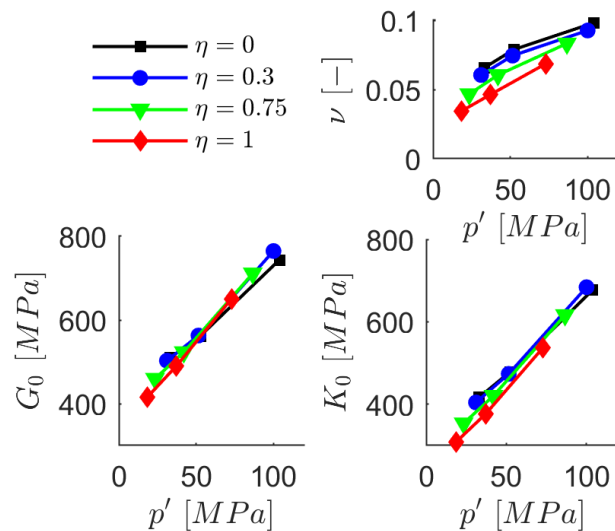 η = 0
η = 0.3
η = 0.75
η = 1
0.1
0.05
0
ν [−]
0 50 100
p′ [MPa]
800
600
400
G₀ [MPa]
0 50 100
p′ [MPa]
800
600
400
K₀ [MPa]
0 50 100
p′ [MPa]